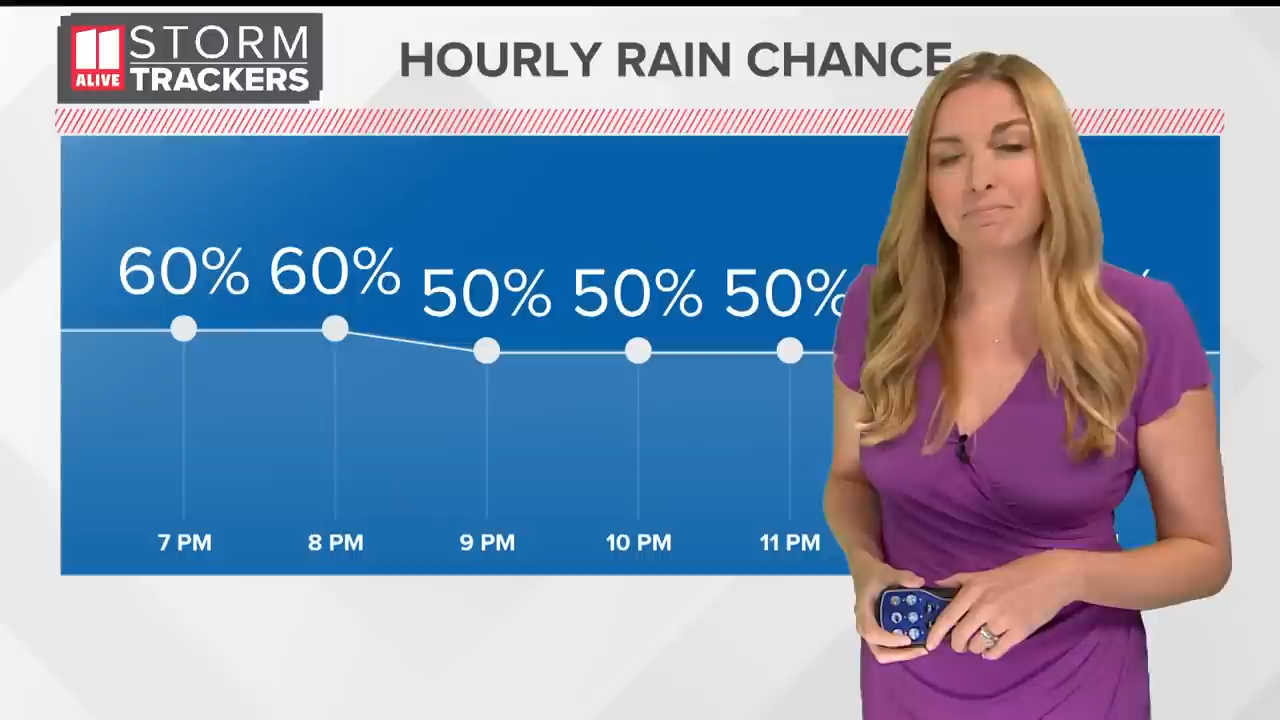 11
ALIVE
STORM
TRACKERS
HOURLY RAIN CHANCE
60% 60% 50% 50% 50%
7 PM 8 PM 9 PM 10 PM 11 PM